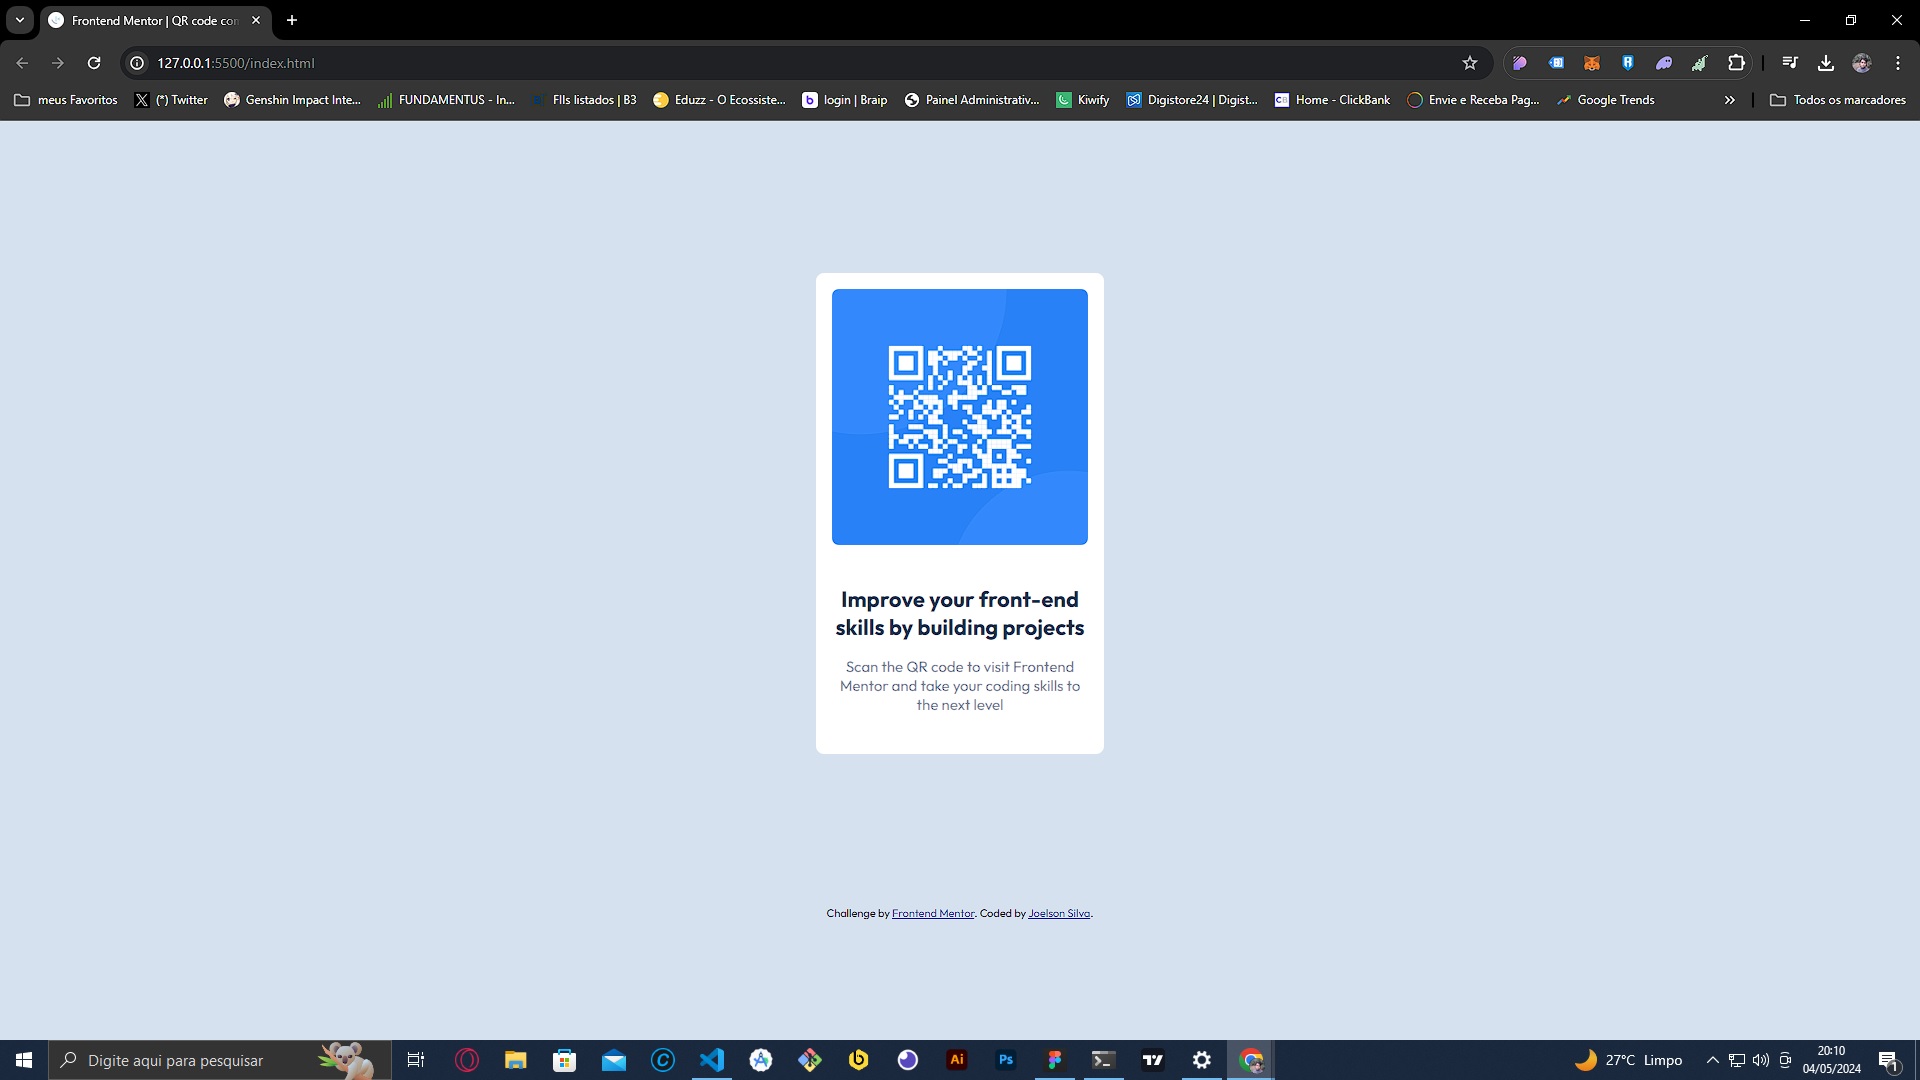 Frontend Mentor | QR code con
127.0.0.1:5500/index.html
meus Favoritos
(*) Twitter
Genshin Impact Inte...
FUNDAMENTUS - In...
FIIs listados | B3
Eduzz - O Ecossiste...
login | Braip
Painel Administrativ...
Kiwify
Digistore24 | Digist...
CB
Home - ClickBank
Envie e Receba Pag...
Google Trends
Todos os marcadores
Improve your front-end
skills by building projects
Scan the QR code to visit Frontend
Mentor and take your coding skills to
the next level
Challenge by Frontend Mentor. Coded by Joelson Silva.
Digite aqui para pesquisar
Ai
Ps
27°C Limpo
20:10
04/05/2024
1